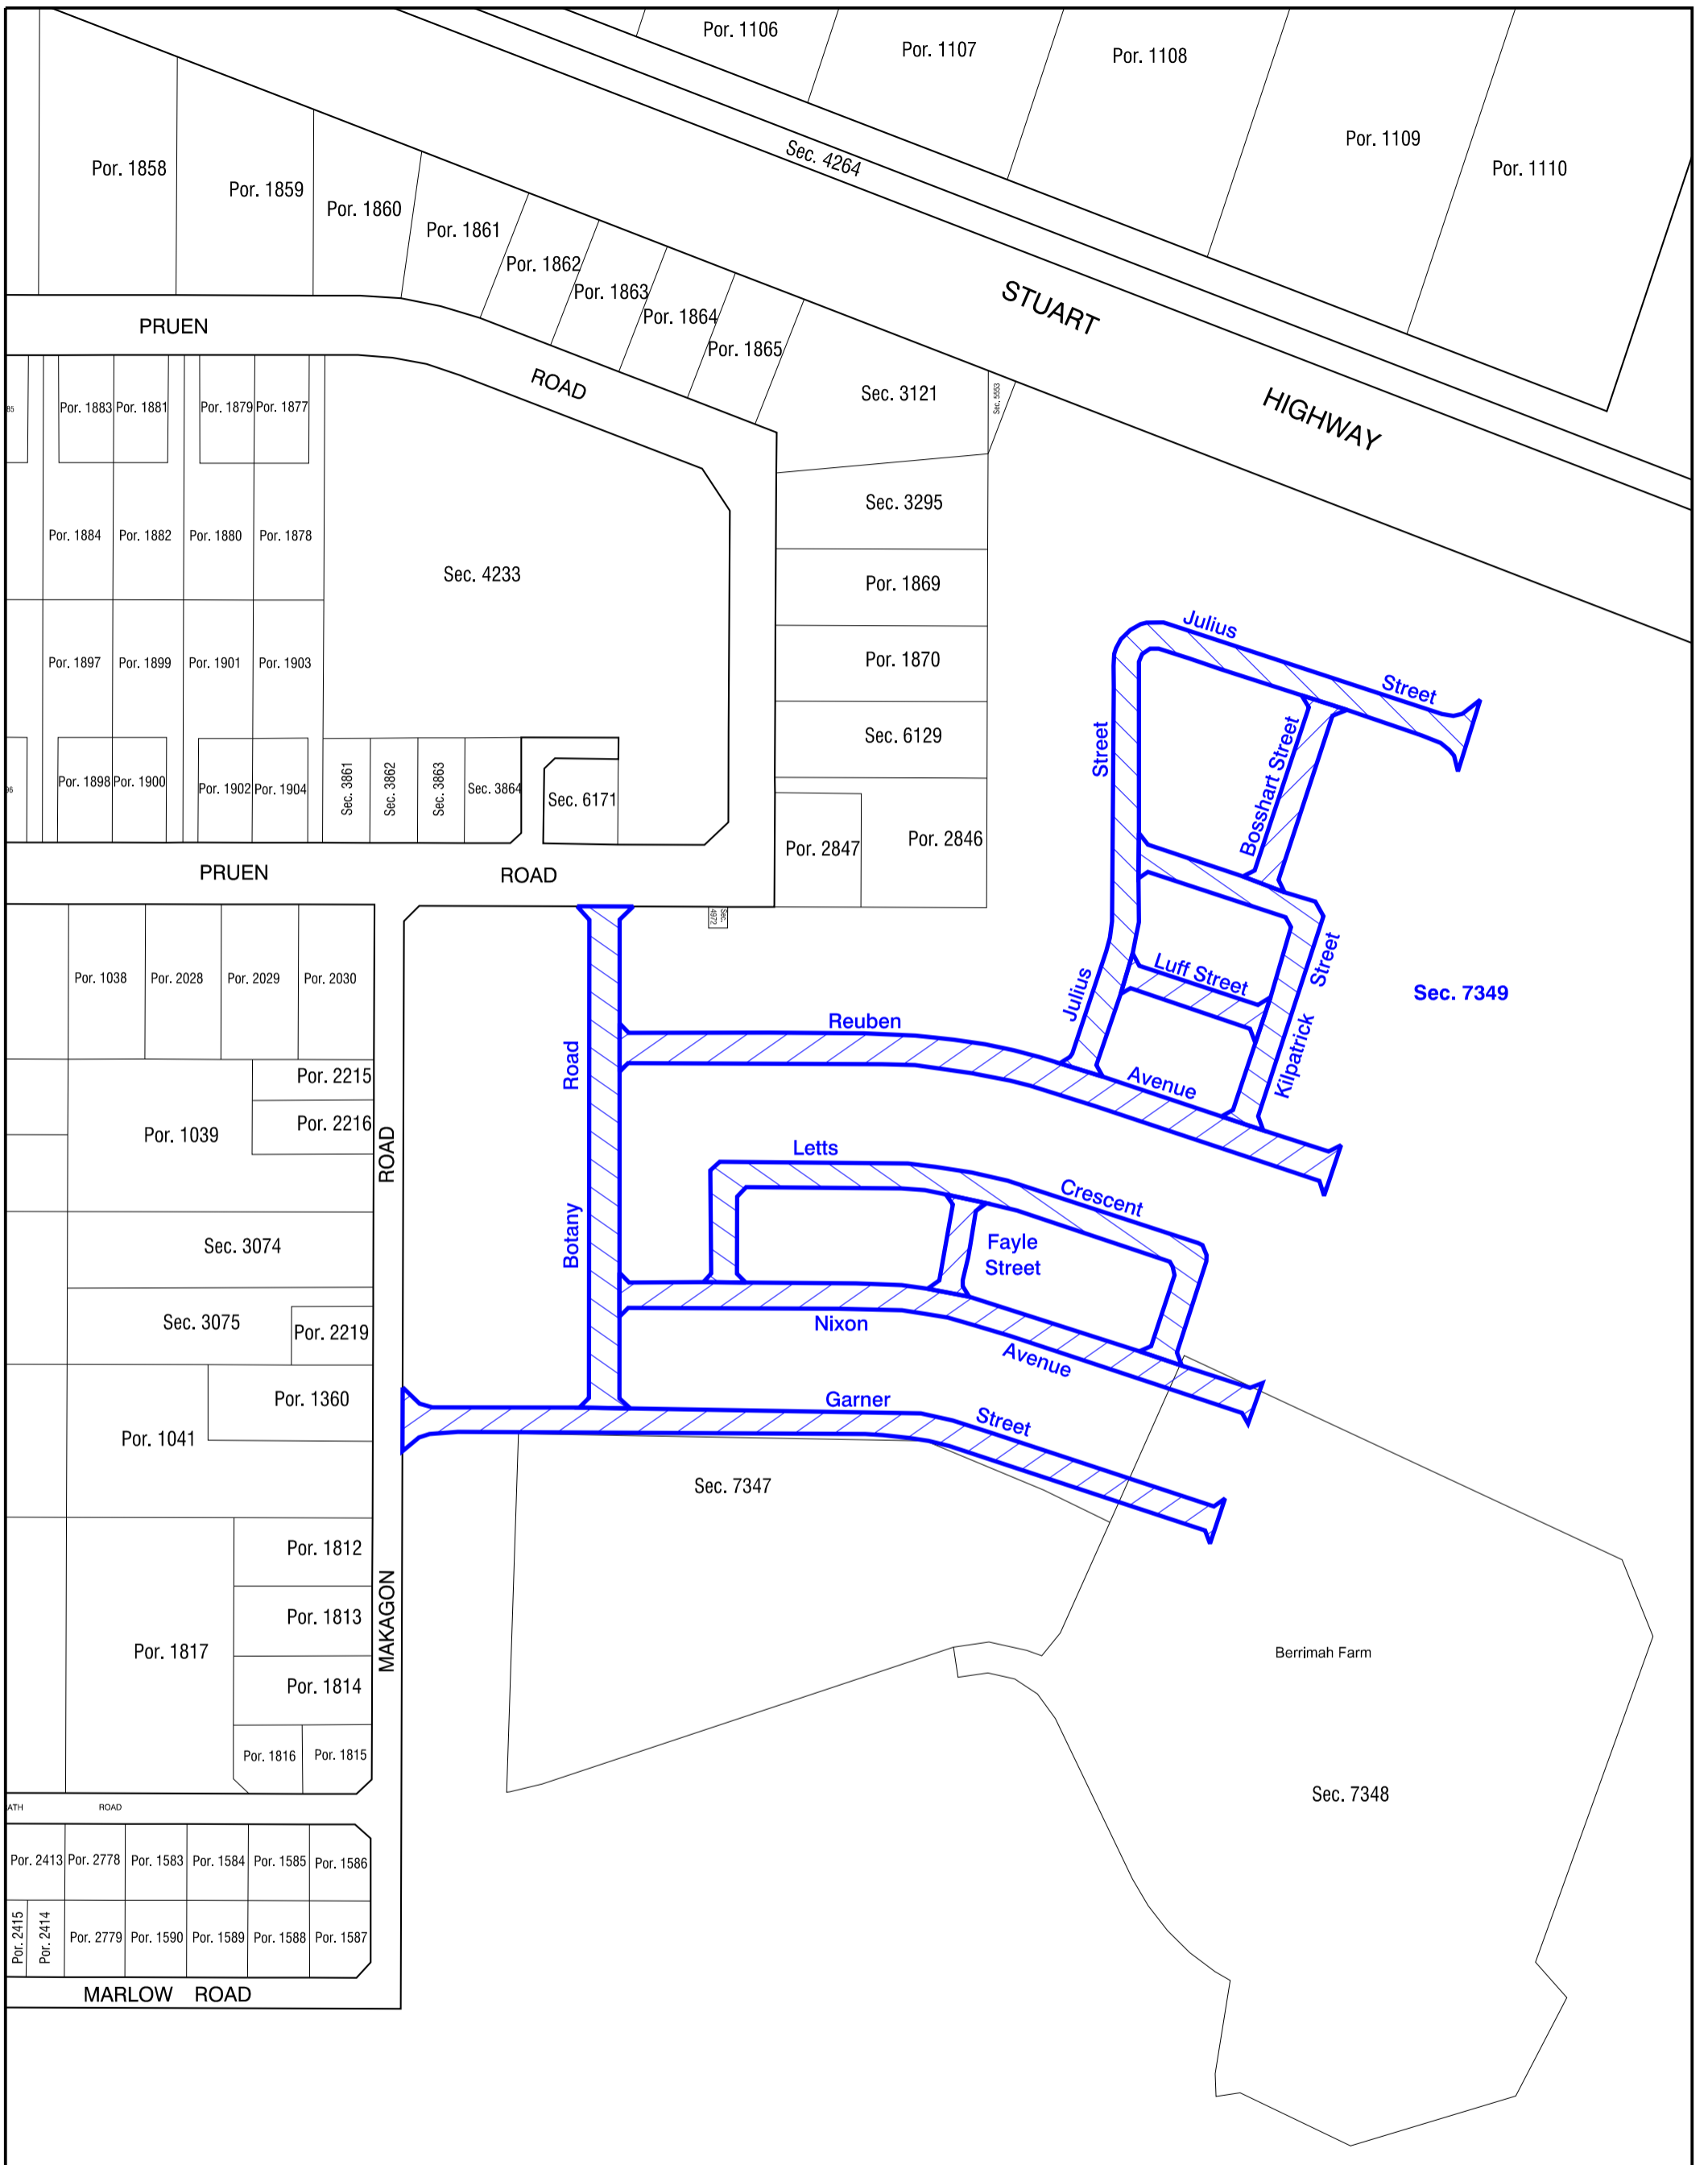 Por. 1106
Por. 1107
Por. 1108
Por. 1109
Por. 1110
Sec. 4264
Por. 1858
Por. 1859
Por. 1860
Por. 1861
Por. 1862
Por. 1863
Por. 1864
Por. 1865
STUART
HIGHWAY
PRUEN
ROAD
Sec. 3121
Sec. 5553
85
Por. 1883
Por. 1881
Por. 1879
Por. 1877
Sec. 3295
Por. 1884
Por. 1882
Por. 1880
Por. 1878
Sec. 4233
Por. 1869
Por. 1897
Por. 1899
Por. 1901
Por. 1903
Por. 1870
Sec. 6129
96
Por. 1898
Por. 1900
Por. 1902
Por. 1904
Sec. 3861
Sec. 3862
Sec. 3863
Sec. 3864
Sec. 6171
Por. 2847
Por. 2846
PRUEN
ROAD
Sec.
4972
Julius
Street
Street
Bosshart Street
Luff Street
Julius
Street
Kilpatrick
Sec. 7349
Por. 1038
Por. 2028
Por. 2029
Por. 2030
Reuben
Avenue
Road
Botany
Por. 2215
Por. 2216
Por. 1039
ROAD
Letts
Crescent
Fayle
Street
Sec. 3074
Sec. 3075
Por. 2219
Nixon
Avenue
Por. 1360
Por. 1041
Garner
Street
Sec. 7347
Por. 1812
Por. 1813
Por. 1817
Por. 1814
MAKAGON
Por. 1816
Por. 1815
Berrimah Farm
Sec. 7348
ATH
ROAD
Por. 2413
Por. 2778
Por. 1583
Por. 1584
Por. 1585
Por. 1586
Por. 2415
Por. 2414
Por. 2779
Por. 1590
Por. 1589
Por. 1588
Por. 1587
MARLOW ROAD